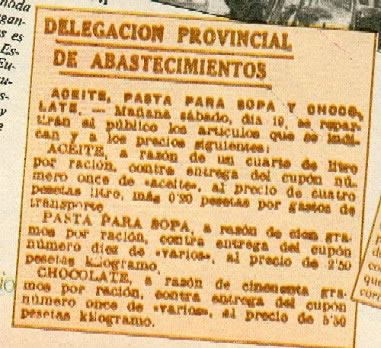 DELEGACION PROVINCIAL
DE ABASTECIMIENTOS
ACEITE, PASTA PARA SOPA Y CHOCO-
LATE. — Mañana sábado, día 19, se repar-
tirán al público los artículos que se indi-
can y a los precios siguientes:
ACEITE, a razón de un cuarto de litro
por ración, contra entrega del cupón nú-
mero once de «aceite», al precio de cuatro
pesetas litro, más 0'20 pesetas por gastos de
transporte
PASTA PARA SOPA, a razón de cien gra-
mos por ración, contra entrega del cupón
número diez de «varios», al precio de 2'50
pesetas kilogramo.
CHOCOLATE, a razón de cincuenta gra-
mos por ración, contra entrega del cupón
número once de «varios», al precio de 5'50
pesetas kilogramo.